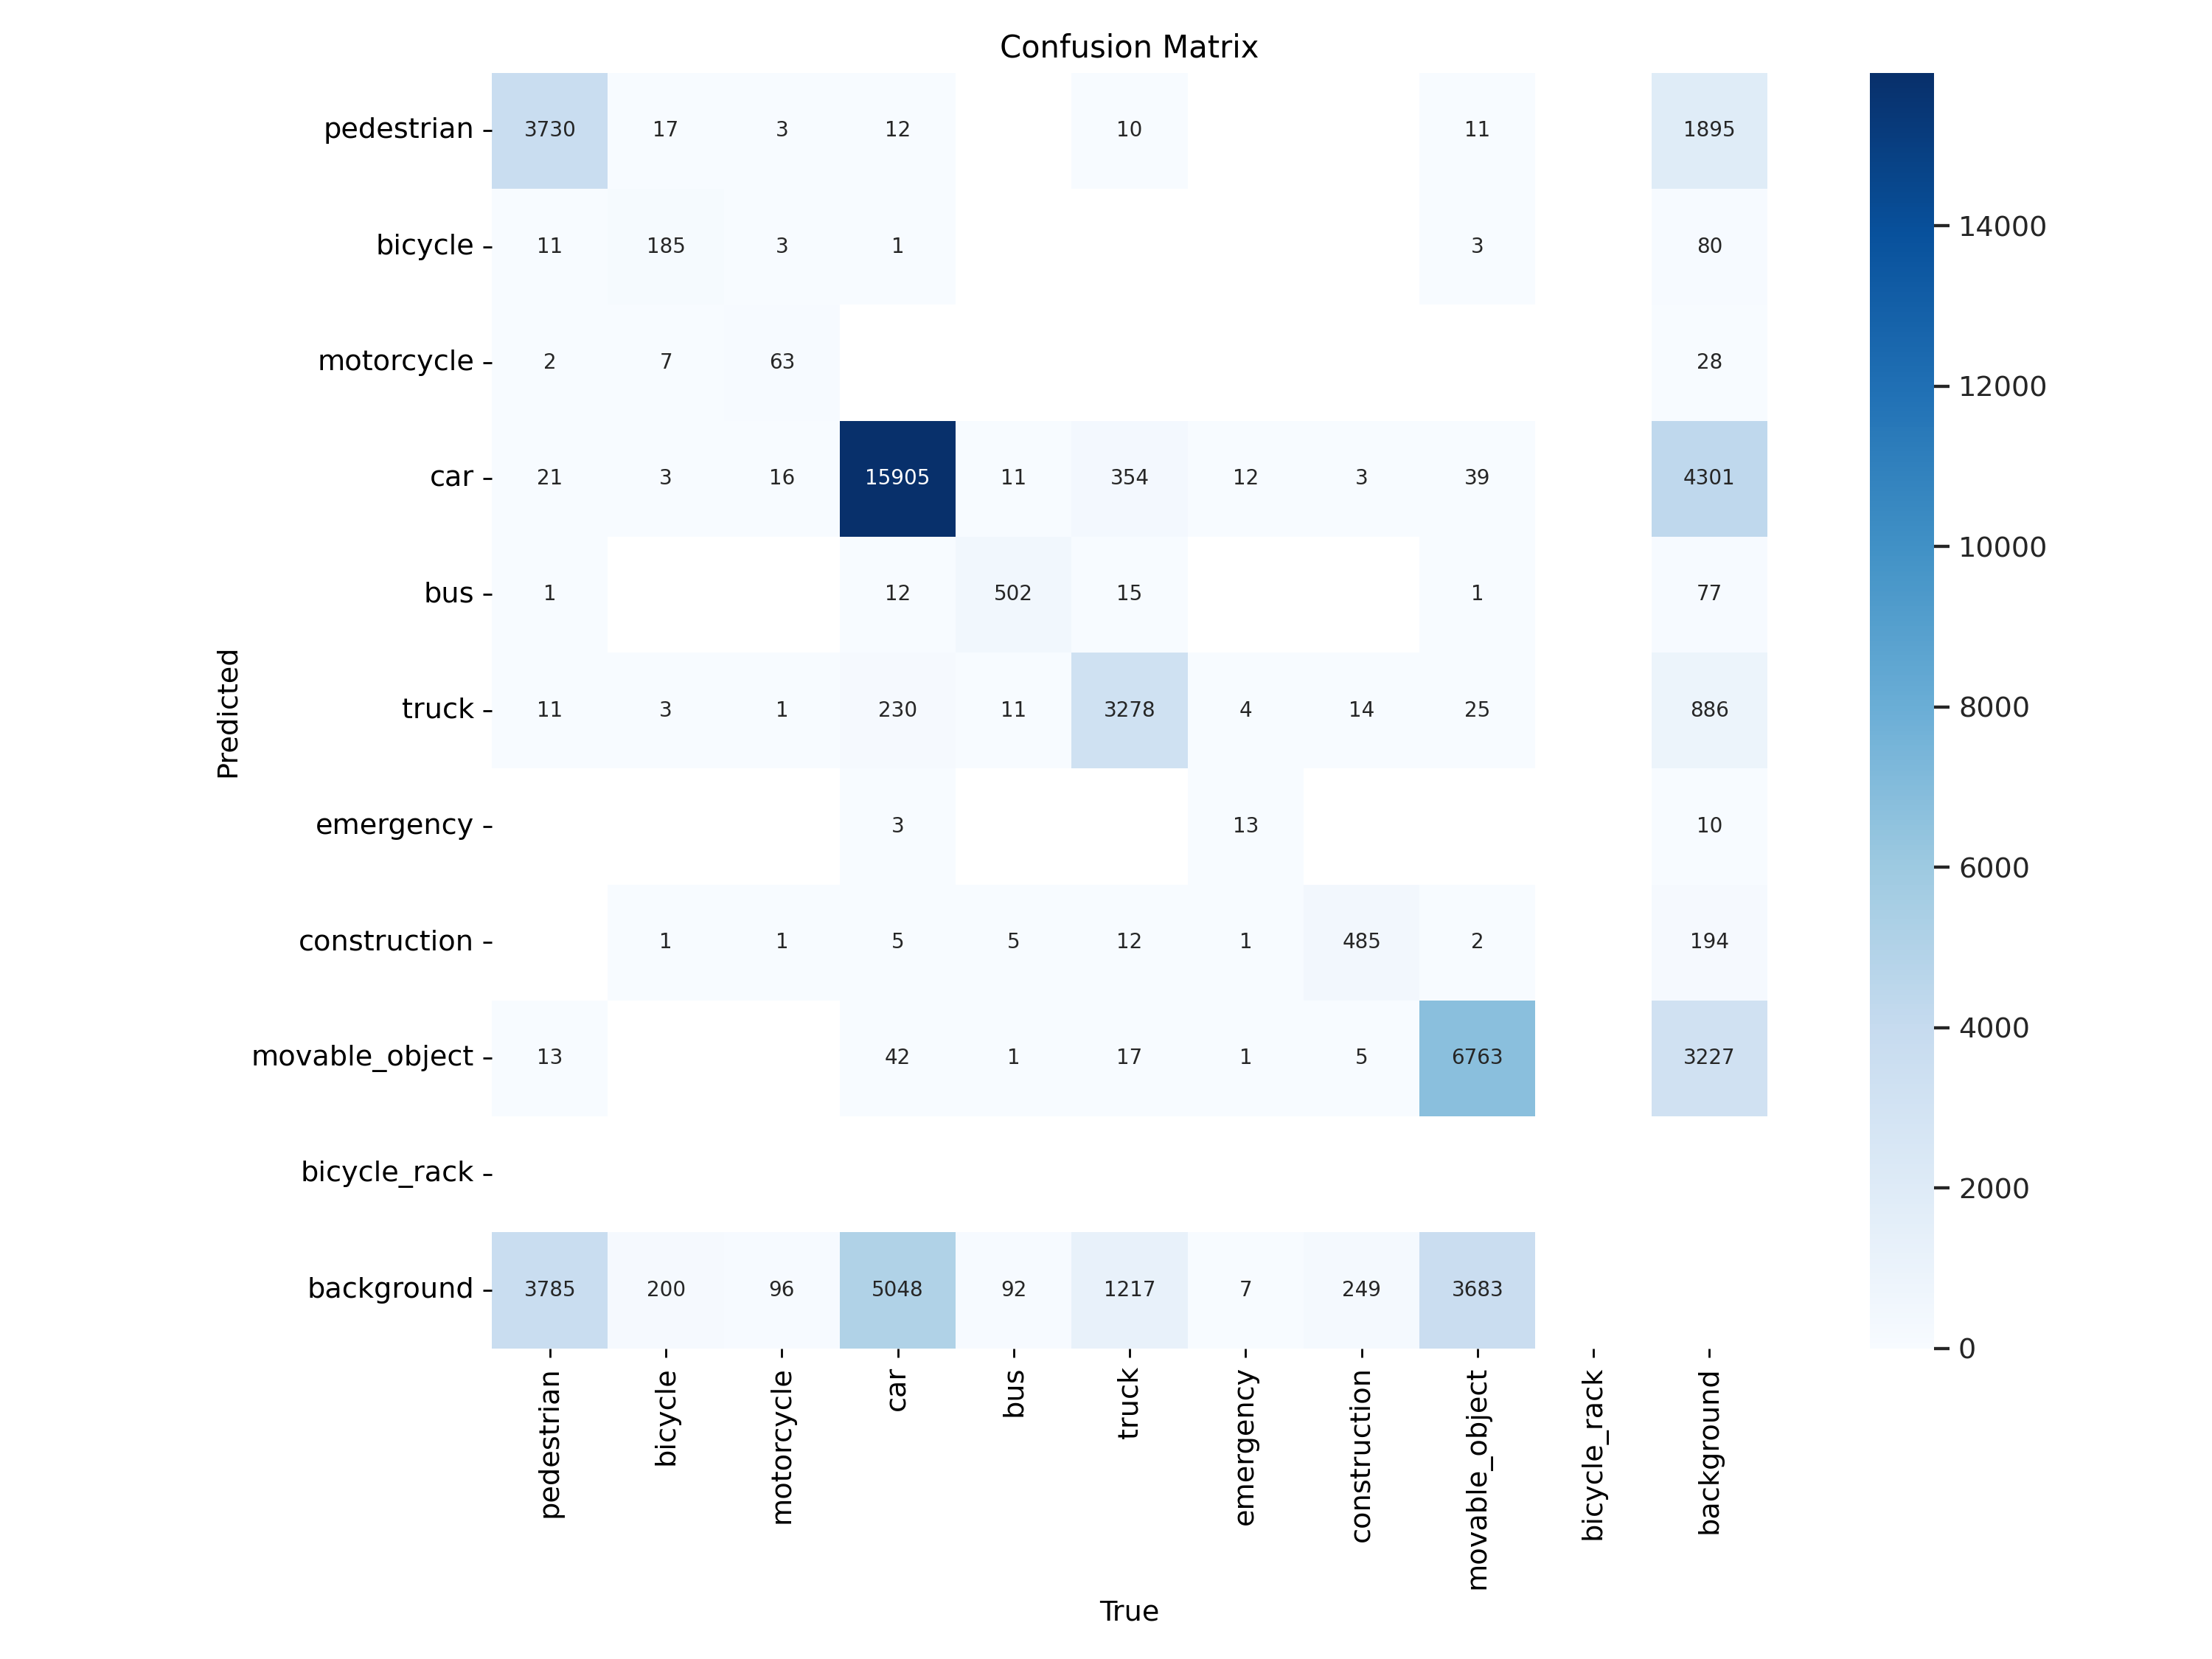 Confusion Matrix
Predicted
pedestrian 3730 17 3 12 10 11 1895
bicycle 11 185 3 1 3 80
motorcycle 2 7 63 28
car 21 3 16 15905 11 354 12 3 39 4301
bus 1 12 502 15 1 77
truck 11 3 1 230 11 3278 4 14 25 886
emergency 3 13 10
construction 1 1 5 5 12 1 485 2 194
movable_object 13 42 1 17 1 5 6763 3227
bicycle_rack
background 3785 200 96 5048 92 1217 7 249 3683
pedestrian
bicycle
motorcycle
car
bus
truck
emergency
construction
movable_object
bicycle_rack
background
True
14000
12000
10000
8000
6000
4000
2000
0